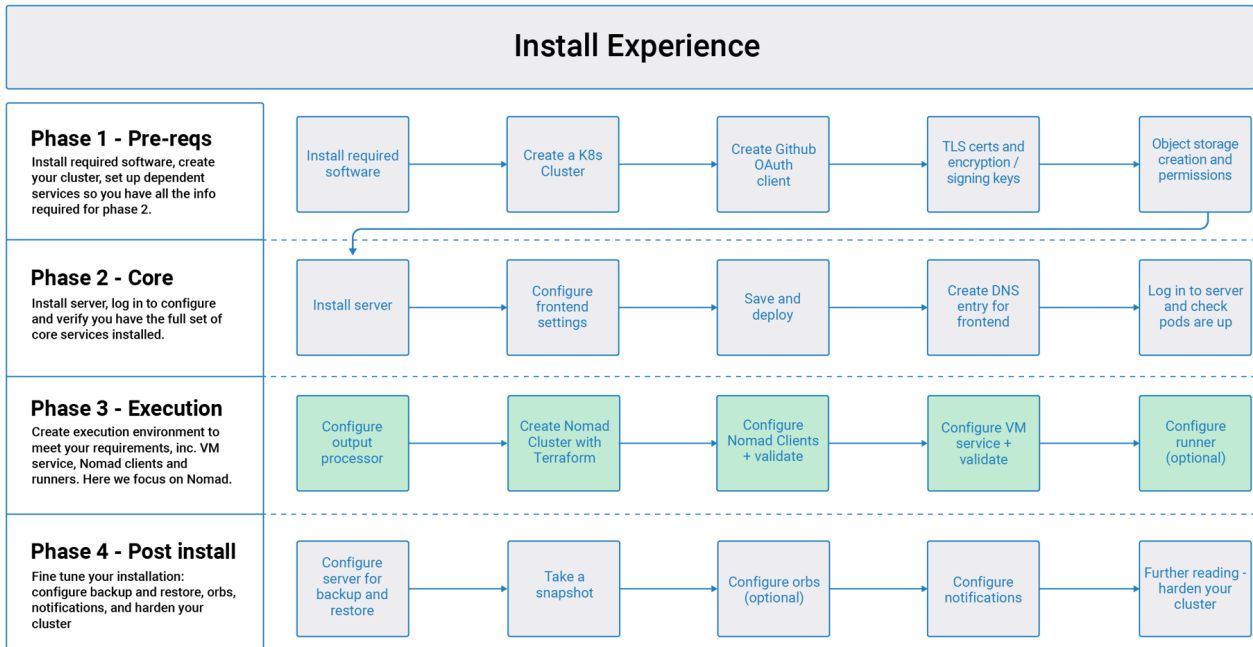 Install Experience
Phase 1 - Pre-reqs
Install required software, create
your cluster, set up dependent
services so you have all the info
required for phase 2.
Install required
software
Create a K8s
Cluster
Create Github
OAuth
client
TLS certs and
encryption /
signing keys
Object storage
creation and
permissions
Phase 2 - Core
Install server, log in to configure
and verify you have the full set of
core services installed.
Install server
Configure
frontend
settings
Save and
deploy
Create DNS
entry for
frontend
Log in to server
and check
pods are up
Phase 3 - Execution
Create execution environment to
meet your requirements, inc. VM
service, Nomad clients and
runners. Here we focus on Nomad.
Configure
output
processor
Create Nomad
Cluster with
Terraform
Configure
Nomad Clients
+ validate
Configure VM
service +
validate
Configure
runner
(optional)
Phase 4 - Post install
Fine tune your installation:
configure backup and restore, orbs,
notifications, and harden your
cluster
Configure
server for
backup and
restore
Take a
snapshot
Configure orbs
(optional)
Configure
notifications
Further reading -
harden your
cluster